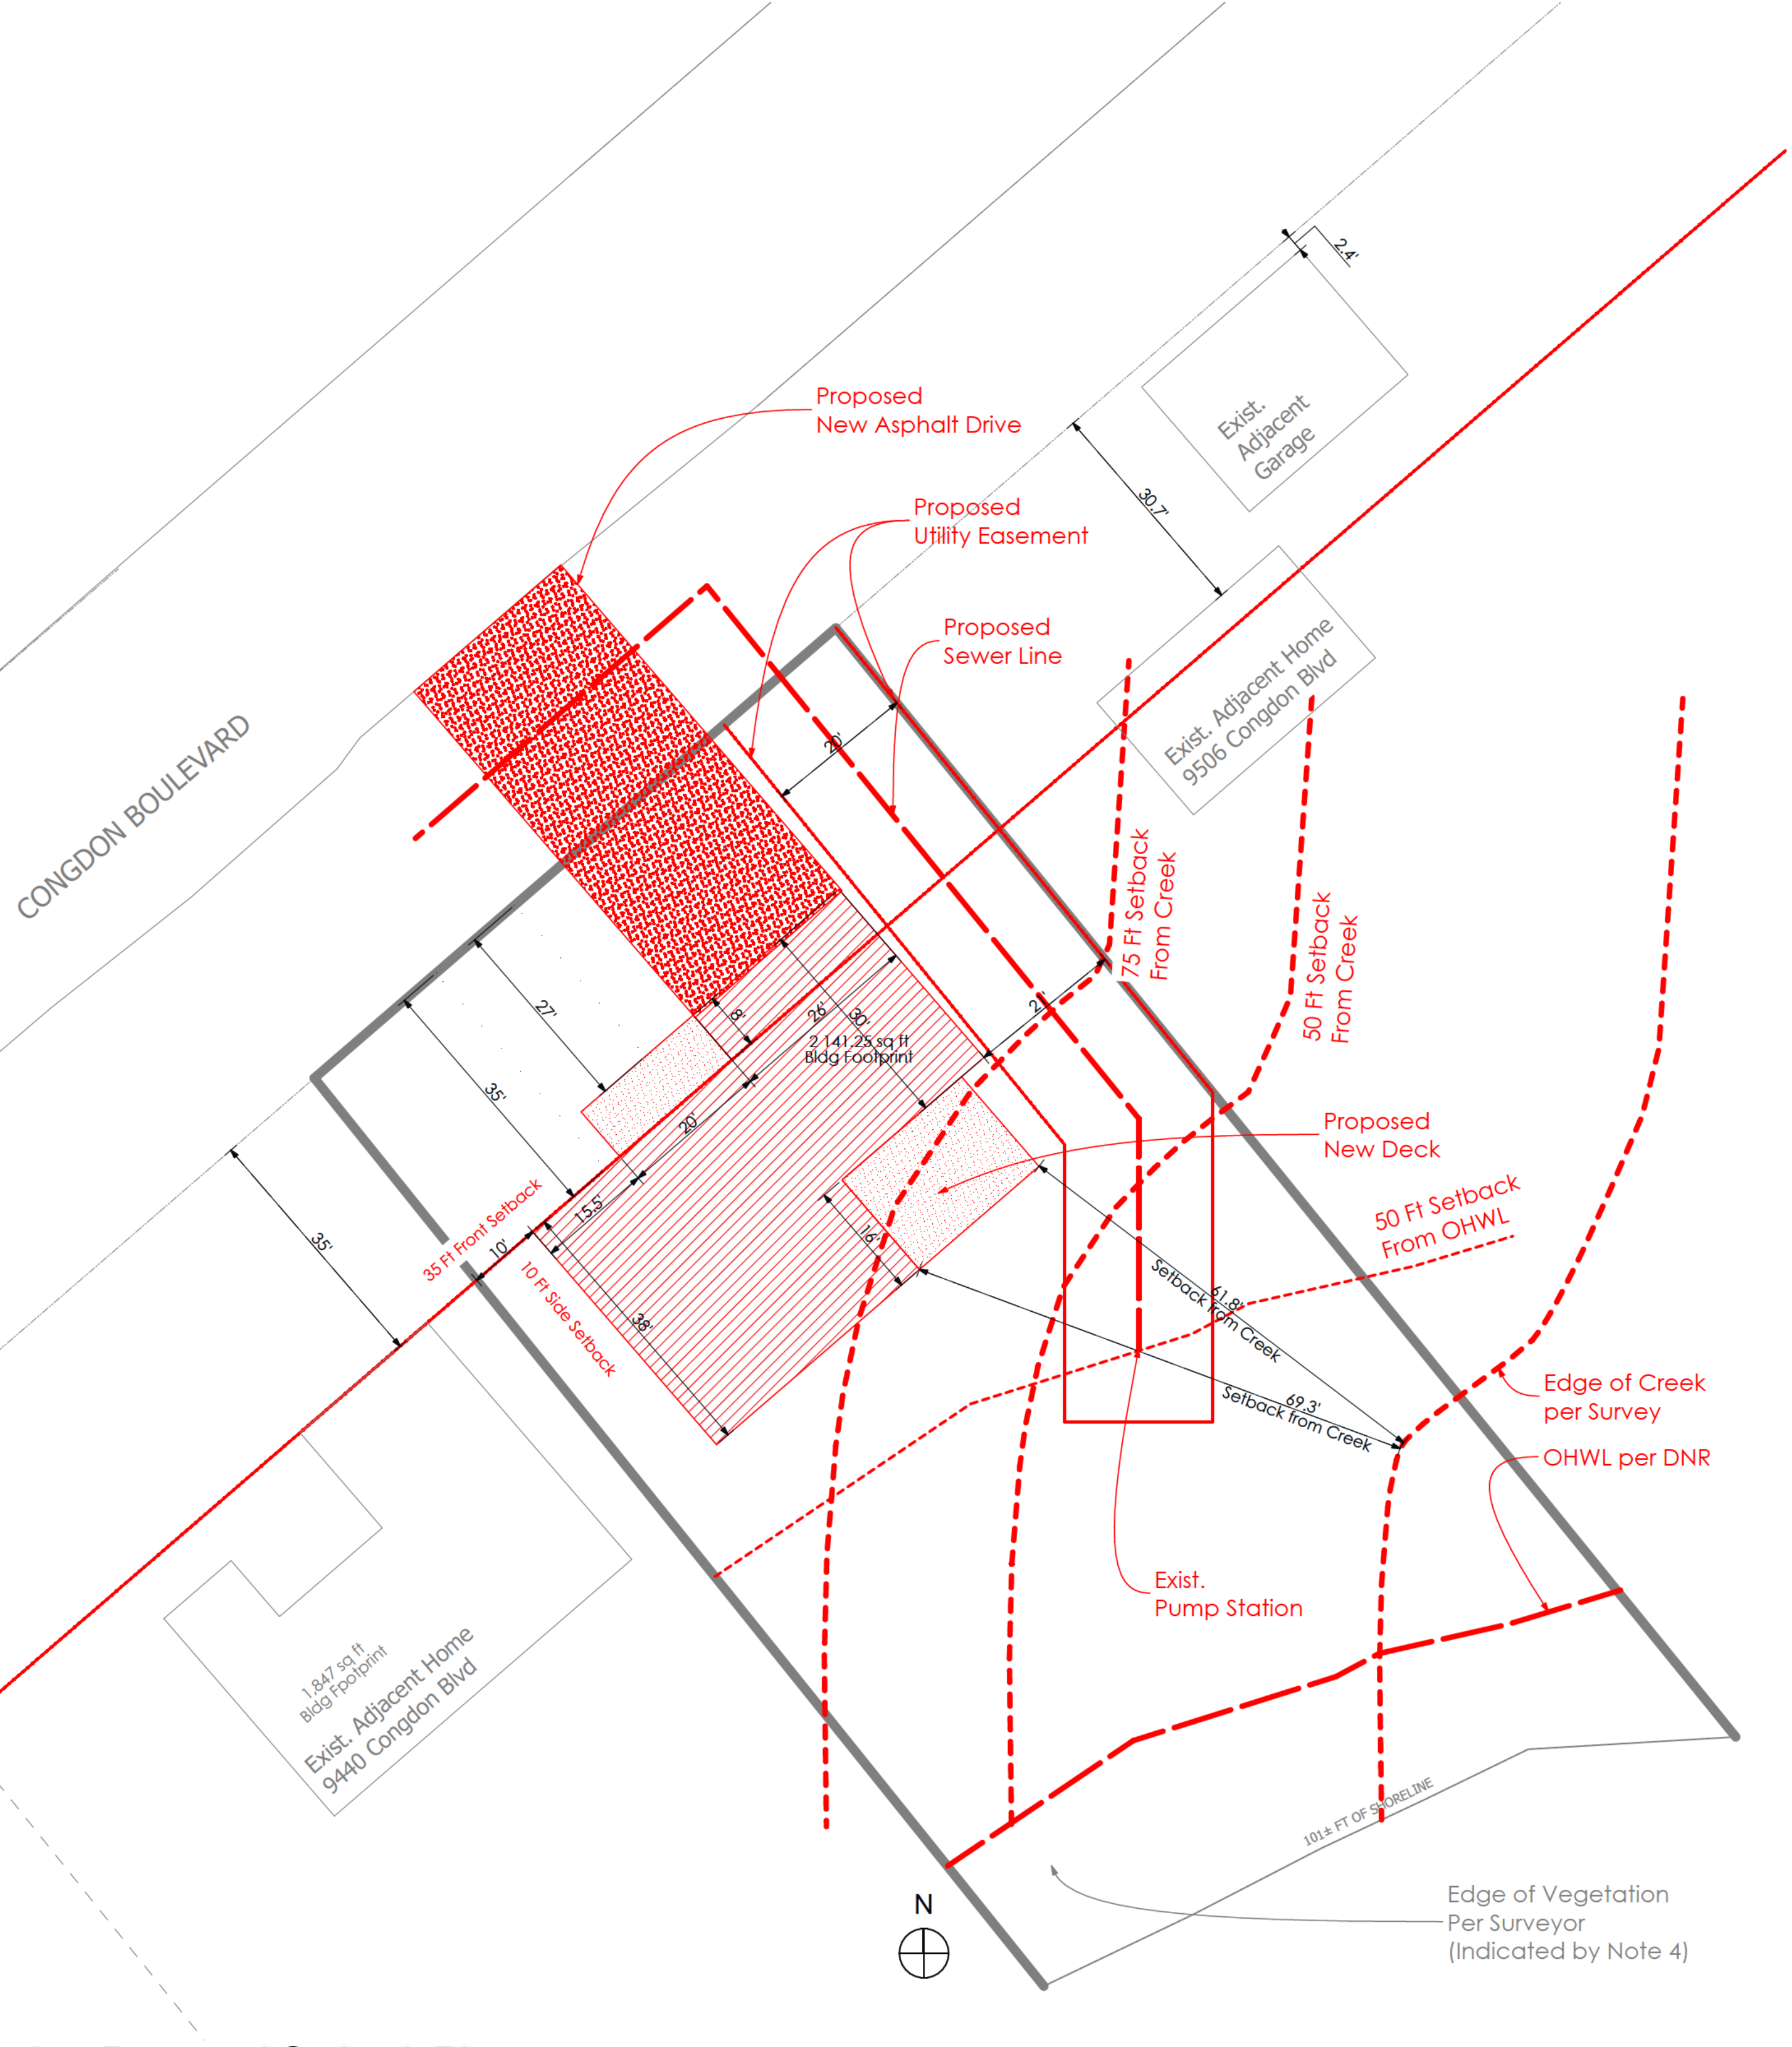 2.4'
Proposed
New Asphalt Drive
Exist.
Adjacent
Garage
30.7'
Proposed
Utility Easement
Proposed
Sewer Line
Exist. Adjacent Home
9506 Congdon Blvd
CONGDON BOULEVARD
20'
75 Ft Setback
From Creek
50 Ft Setback
From Creek
27'
8'
26'
30'
2 141.25 sq ft
Bldg Footprint
35'
20'
Proposed
New Deck
35'
35 Ft Front Setback
10'
15.5'
10 Ft Side Setback
16'
38'
50 Ft Setback
From OHWL
61.8'
Setback from Creek
69.3'
Setback from Creek
Edge of Creek
per Survey
OHWL per DNR
Exist.
Pump Station
1,847 sq ft
Bldg Fpotprint
Exist. Adjacent Home
9440 Congdon Blvd
101± FT OF SHORELINE
N
Edge of Vegetation
Per Surveyor
(Indicated by Note 4)